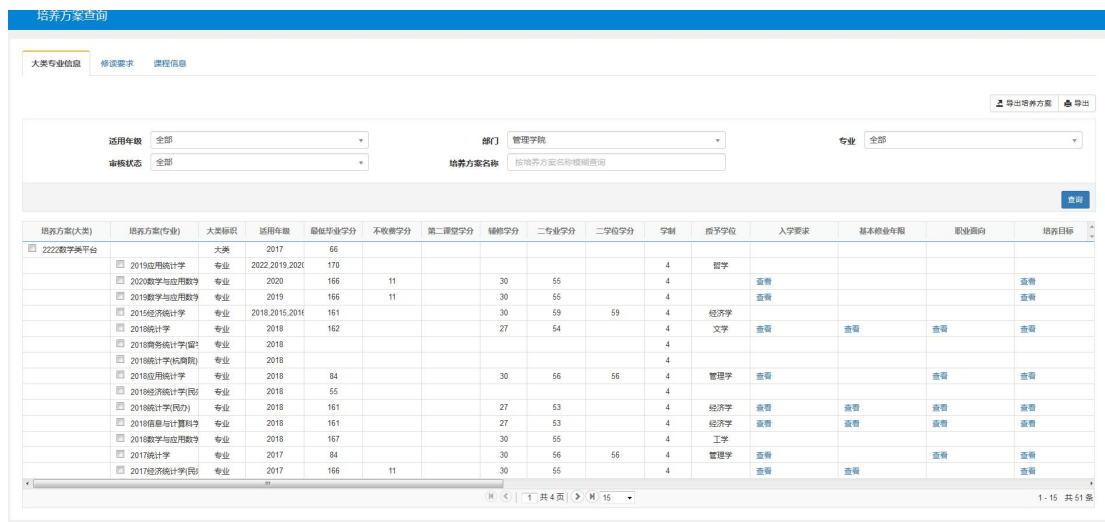 培养方案查询
大类专业信息 修读要求 课程信息
导出培养方案 导出
适用年级 全部 部门 管理学院 专业 全部
审核状态 全部 培养方案名称 按培养方案名称模糊查询
查询
培养方案(大类) 培养方案(专业) 大类标识 适用年级 最低毕业学分 不收费学分 第二课堂学分 辅修学分 二专业学分 二学位学分 学制 授予学位 入学要求 基本修业年限 职业面向 培养目标
2222数学类平台 大类 2017 66
2019应用统计学 专业 2022,2019,2020 170 4 哲学
2020数学与应用数学 专业 2020 166 11 30 55 4 查看 查看
2019数学与应用数学 专业 2019 166 11 30 55 4 查看 查看
2015经济统计学 专业 2018,2015,2016 161 30 59 59 4 经济学
2018统计学 专业 2018 162 27 54 4 文学 查看 查看 查看 查看
2018商务统计学(留 专业 2018 4
2018统计学(杭商院) 专业 2018 4
2018应用统计学 专业 2018 84 30 56 56 4 管理学 查看 查看 查看
2018经济统计学(民 专业 2018 55 4
2018统计学(民办) 专业 2018 161 27 53 4 经济学 查看 查看 查看 查看
2018信息与计算科学 专业 2018 161 27 53 4 经济学 查看 查看 查看 查看
2018数学与应用数学 专业 2018 167 30 55 4 工学
2017统计学 专业 2017 84 30 56 56 4 管理学 查看 查看 查看
2017经济统计学(民 专业 2017 166 11 30 55 4 查看 查看 查看
1 共4页 15 1 - 15 共51条